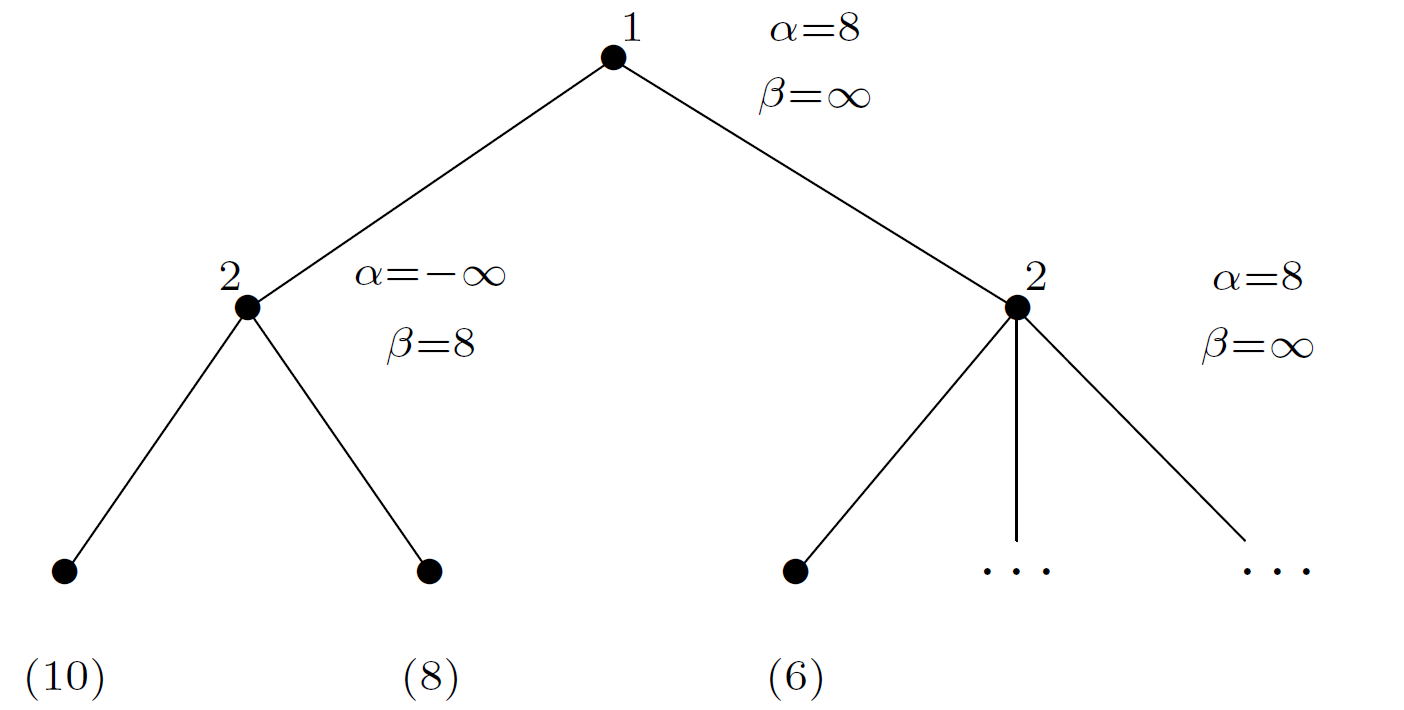 1
α=8
β=∞
2
α=−∞
β=8
2
α=8
β=∞
...
...
(10)
(8)
(6)